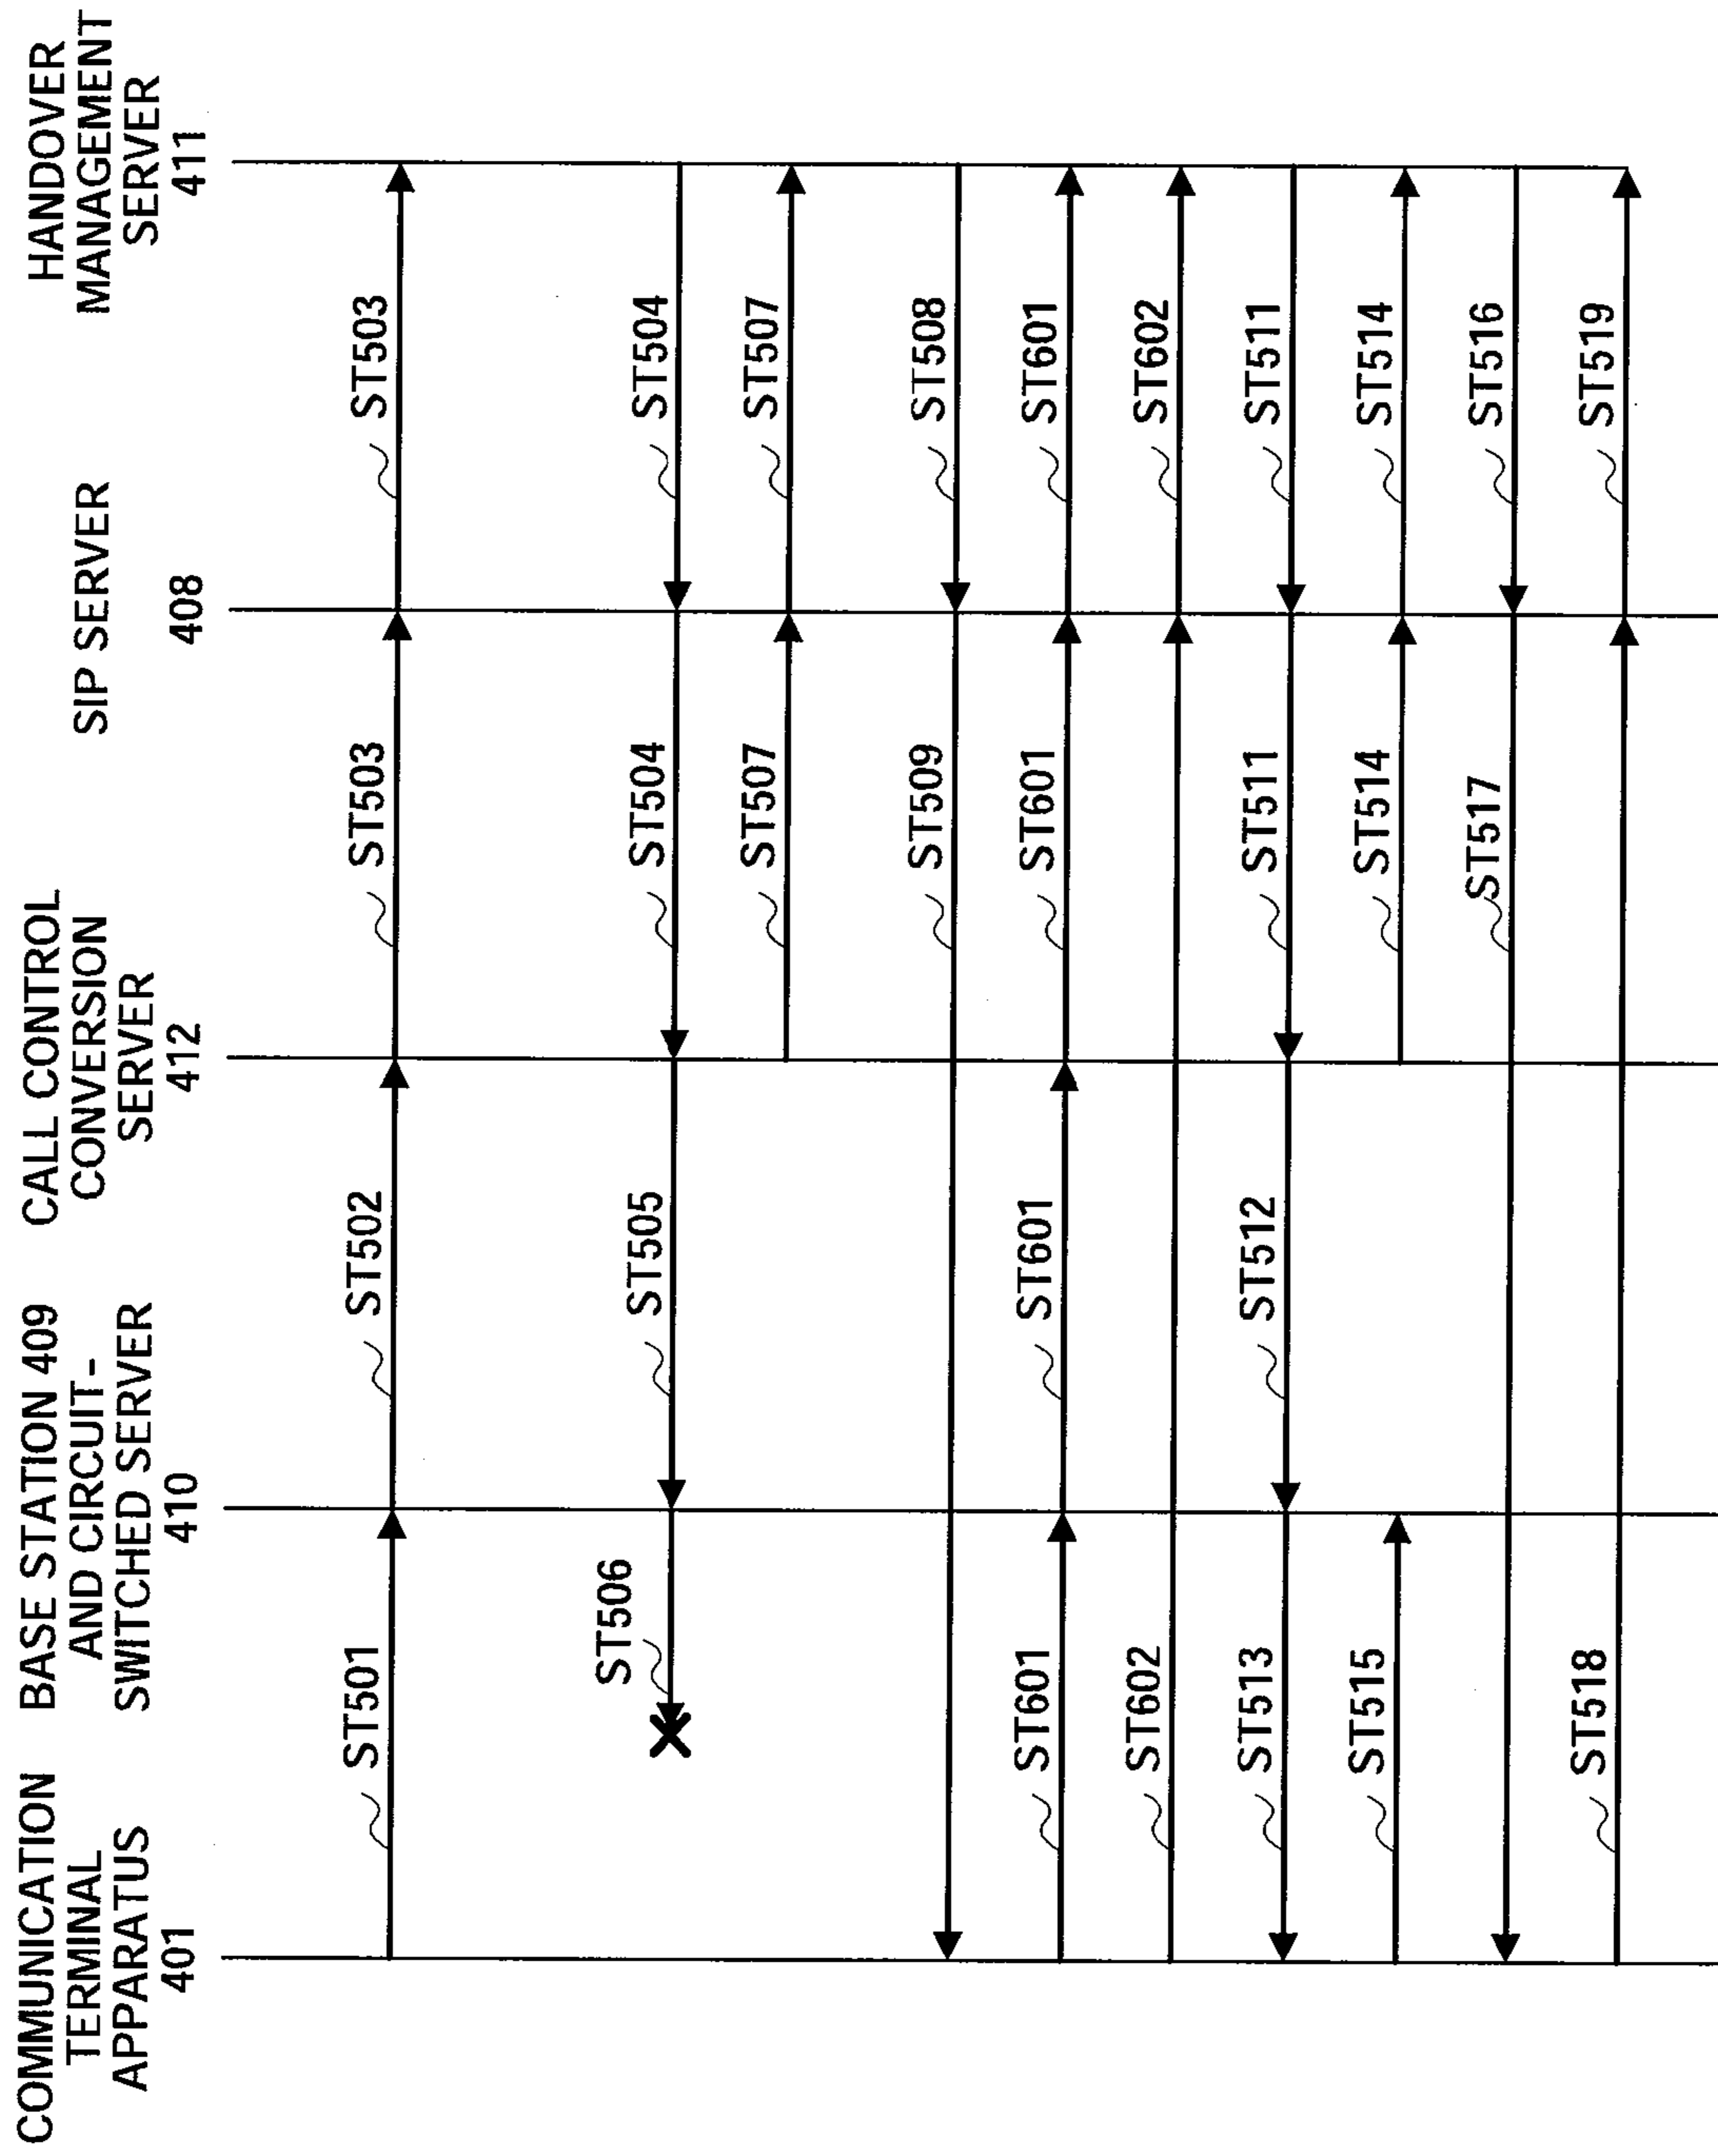 COMMUNICATION
TERMINAL
APPARATUS
401
BASE STATION 409
AND CIRCUIT-
SWITCHED SERVER
410
CALL CONTROL
CONVERSION
SERVER
412
SIP SERVER
408
HANDOVER
MANAGEMENT
SERVER
411
ST501
ST502
ST503
ST503
ST506
ST505
ST504
ST504
ST507
ST507
ST509
ST508
ST601
ST601
ST601
ST601
ST602
ST602
ST513
ST512
ST511
ST511
ST515
ST514
ST514
ST517
ST516
ST518
ST519